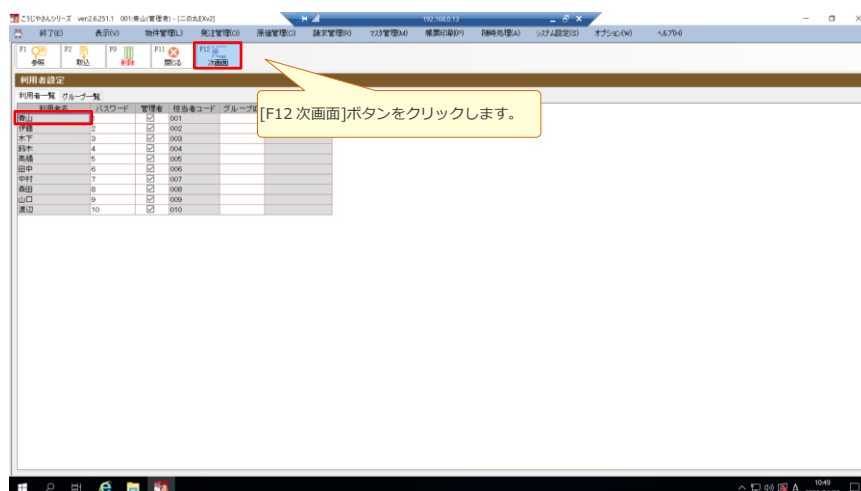 こうじやさんシリーズ ver.2.6.251.1 001:青山(管理者) - [二の丸EXv2]
192.168.0.13
終了(E) 表示(V) 物件管理(L) 発注管理(O) 原価管理(C) 請求管理(R) マスタ管理(M) 帳票印刷(P) 随時処理(A) システム設定(S) オプション(W) ヘルプ(H)
F1 参照
F2 取込
F9 削除
F11 閉じる
F12 次画面
利用者設定
利用者一覧 グループ一覧
利用者名 パスワード 管理者 担当者コード
[F12 次画面]ボタンをクリックします。
青山 001
伊藤 2 002
木下 3 003
鈴木 4 004
高橋 5 005
田中 6 006
中村 7 007
8 008
山口 9 009
渡辺 10 010
A 10:49